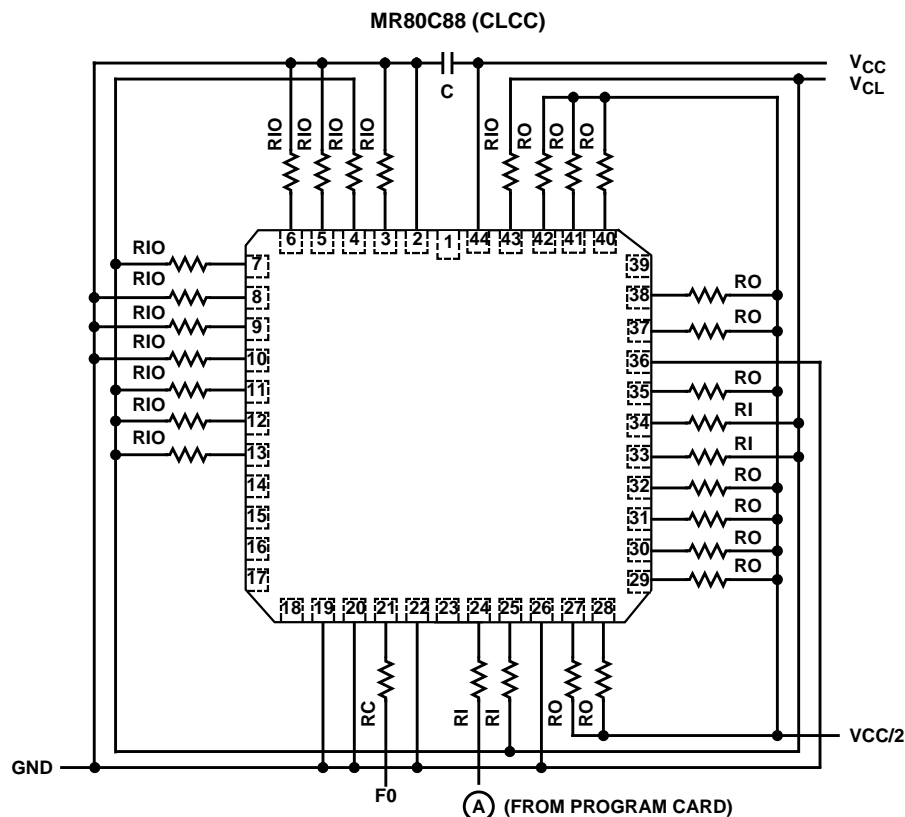 MR80C88 (CLCC)
VCC
VCL
C
RIO
RIO
RIO
RIO
RIO
RO
RO
RO
6
5
4
3
2
1
44
43
42
41
40
RIO
7
39
RIO
8
38
RO
RIO
9
37
RO
RIO
10
36
RIO
11
35
RO
RIO
12
34
RI
RIO
13
33
RI
14
32
RO
15
31
RO
16
30
RO
17
29
RO
18
19
20
21
22
23
24
25
26
27
28
RC
RI
RI
RO
RO
VCC/2
GND
F0
A (FROM PROGRAM CARD)